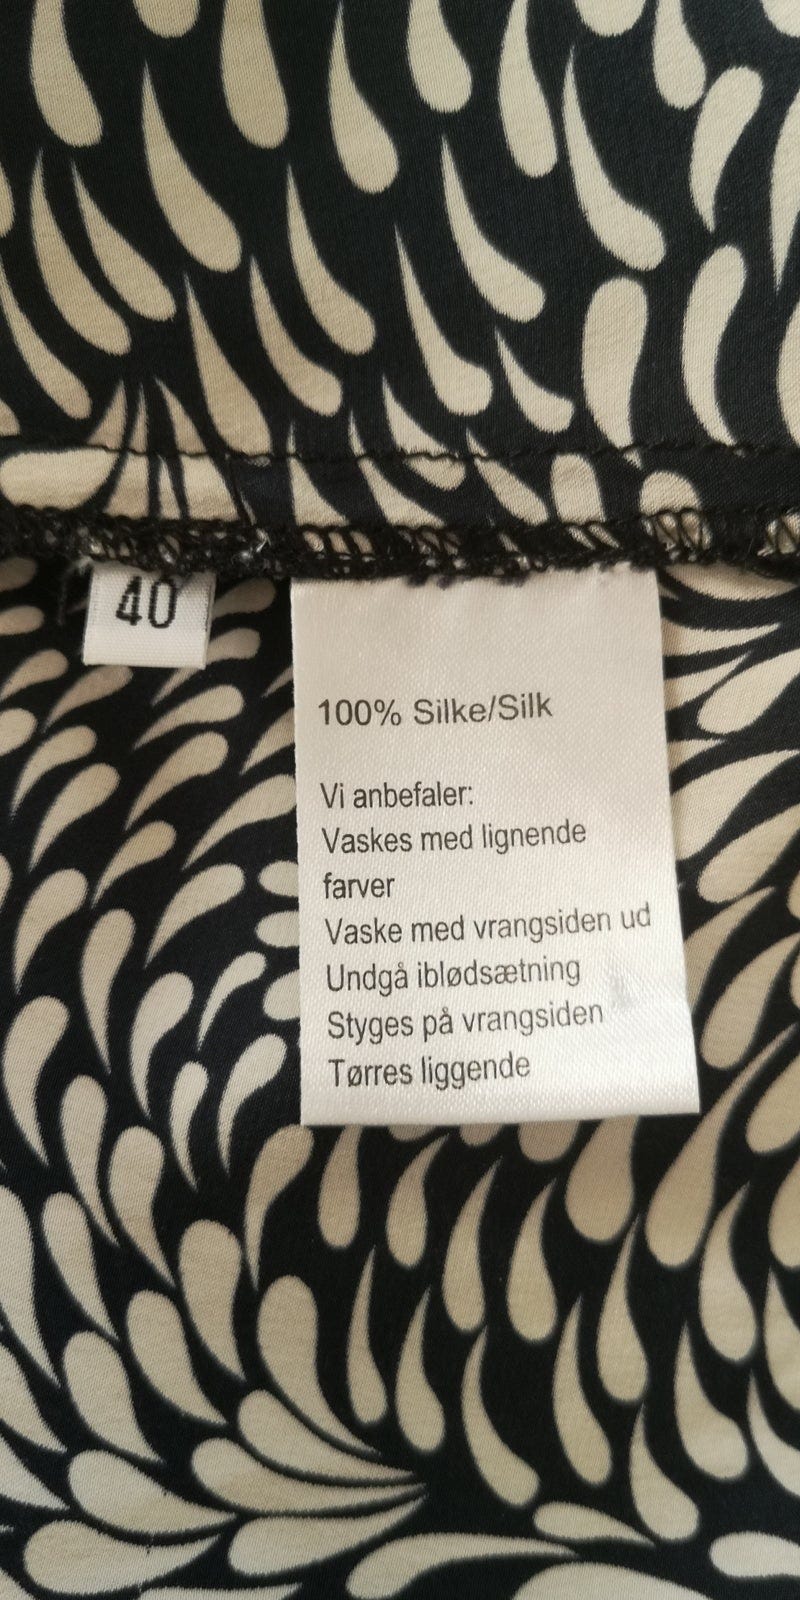 40
100% Silke/Silk
Vi anbefaler:
Vaskes med lignende
farver
Vaske med vrangsiden ud
Undgå iblødsætning
Styges på vrangsiden
Tørres liggende